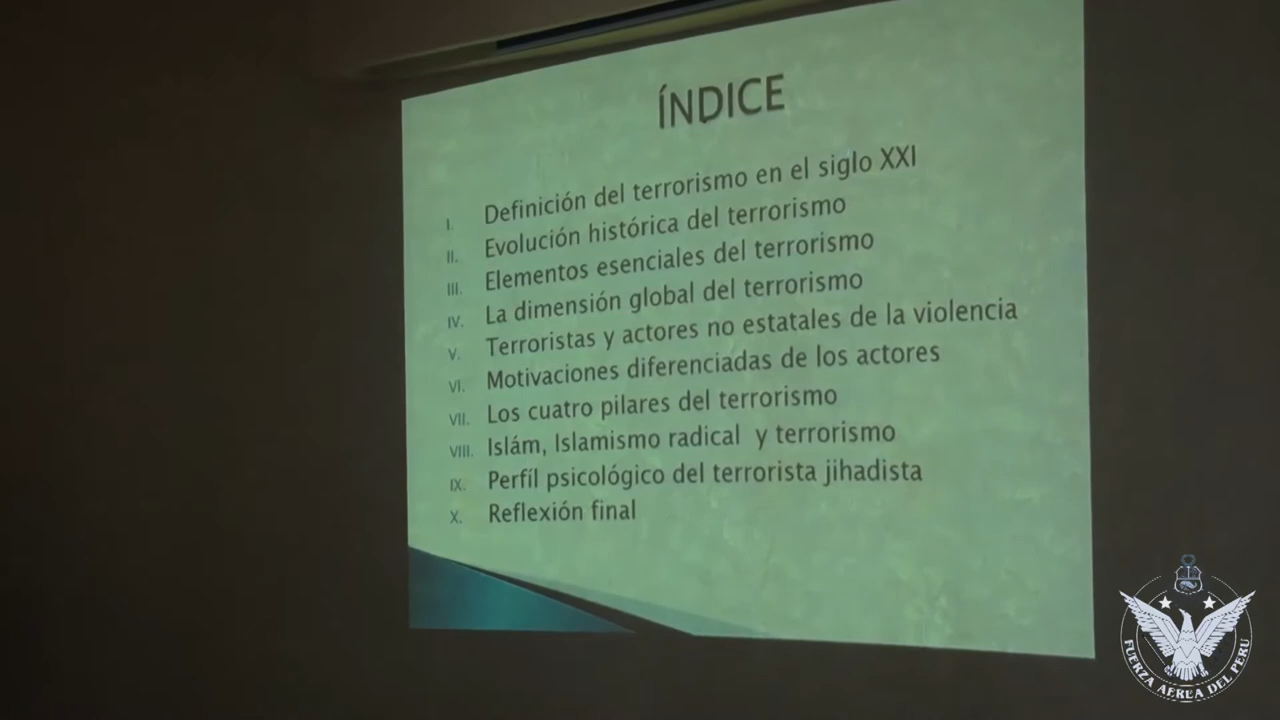 ÍNDICE
I. Definición del terrorismo en el siglo XXI
II. Evolución histórica del terrorismo
III. Elementos esenciales del terrorismo
IV. La dimensión global del terrorismo
V. Terroristas y actores no estatales de la violencia
VI. Motivaciones diferenciadas de los actores
VII. Los cuatro pilares del terrorismo
VIII. Islám, Islamismo radical y terrorismo
IX. Perfíl psicológico del terrorista jihadista
X. Reflexión final
FUERZA AEREA DEL PERU